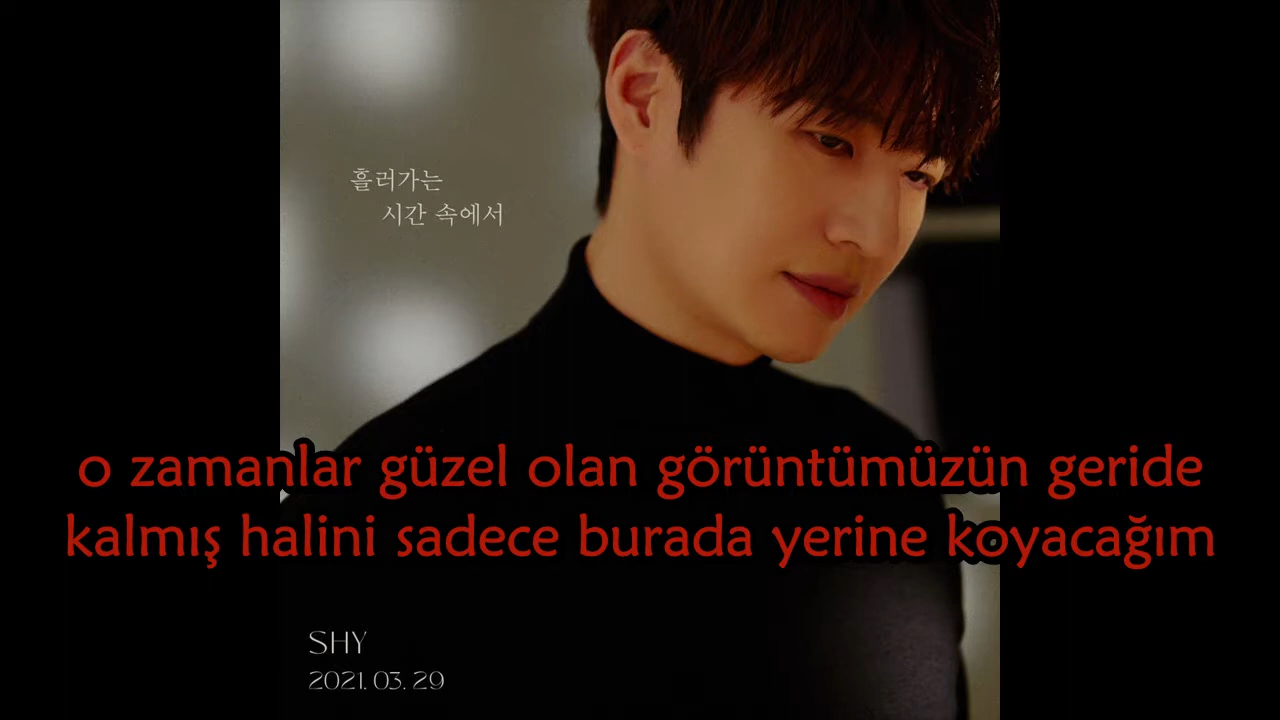 흘러가는
시간 속에서
o zamanlar güzel olan görüntümüzün geride
kalmış halini sadece burada yerine koyacağım
SHY
2021. 03. 29